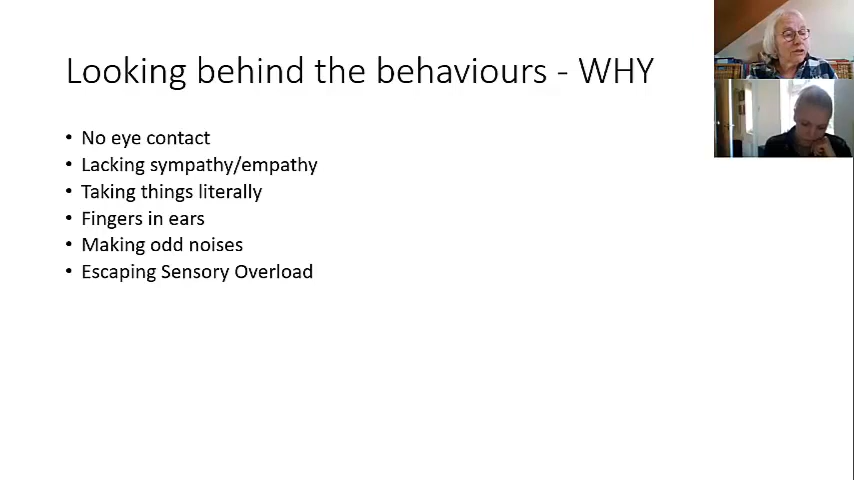 Looking behind the behaviours - WHY
• No eye contact
• Lacking sympathy/empathy
• Taking things literally
• Fingers in ears
• Making odd noises
• Escaping Sensory Overload